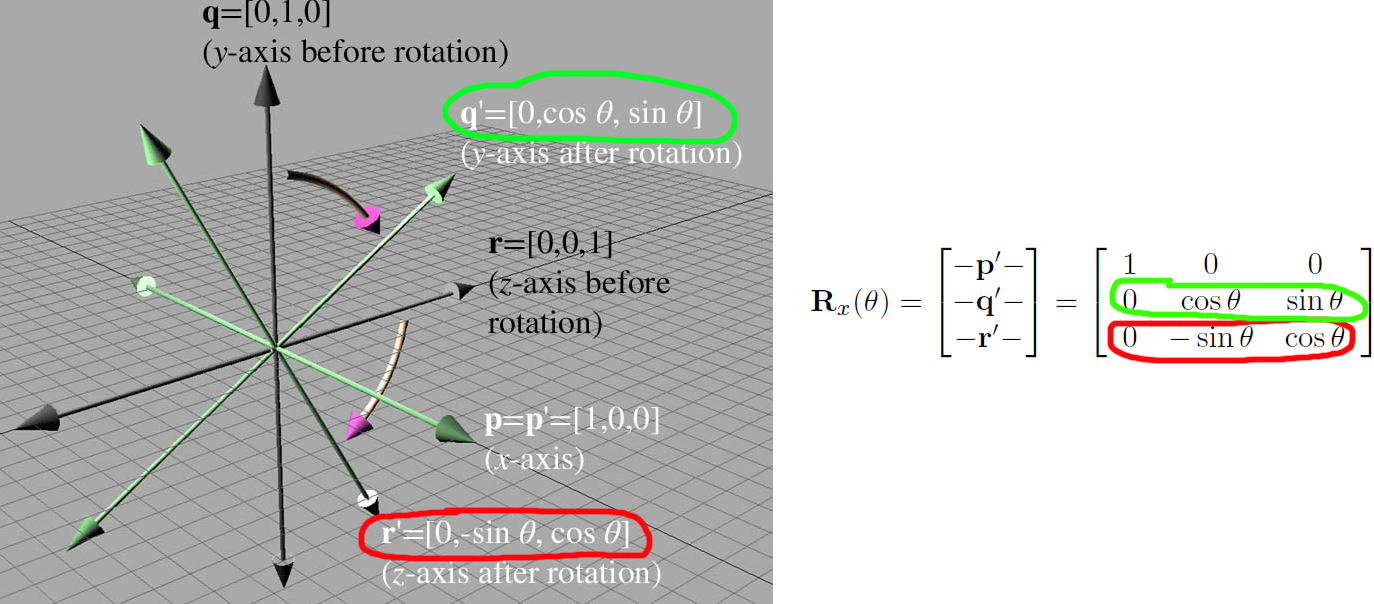 q=[0,1,0]
(y-axis before rotation)
q'=[0,cos θ, sin θ]
(y-axis after rotation)
r=[0,0,1]
(z-axis before
rotation)
p=p'=[1,0,0]
(x-axis)
r'=[0,-sin θ, cos θ]
(z-axis after rotation)
R_x(θ) = [−p′− −q′− −r′−] = [1 0 0
0 cos θ sin θ
0 − sin θ cos θ]